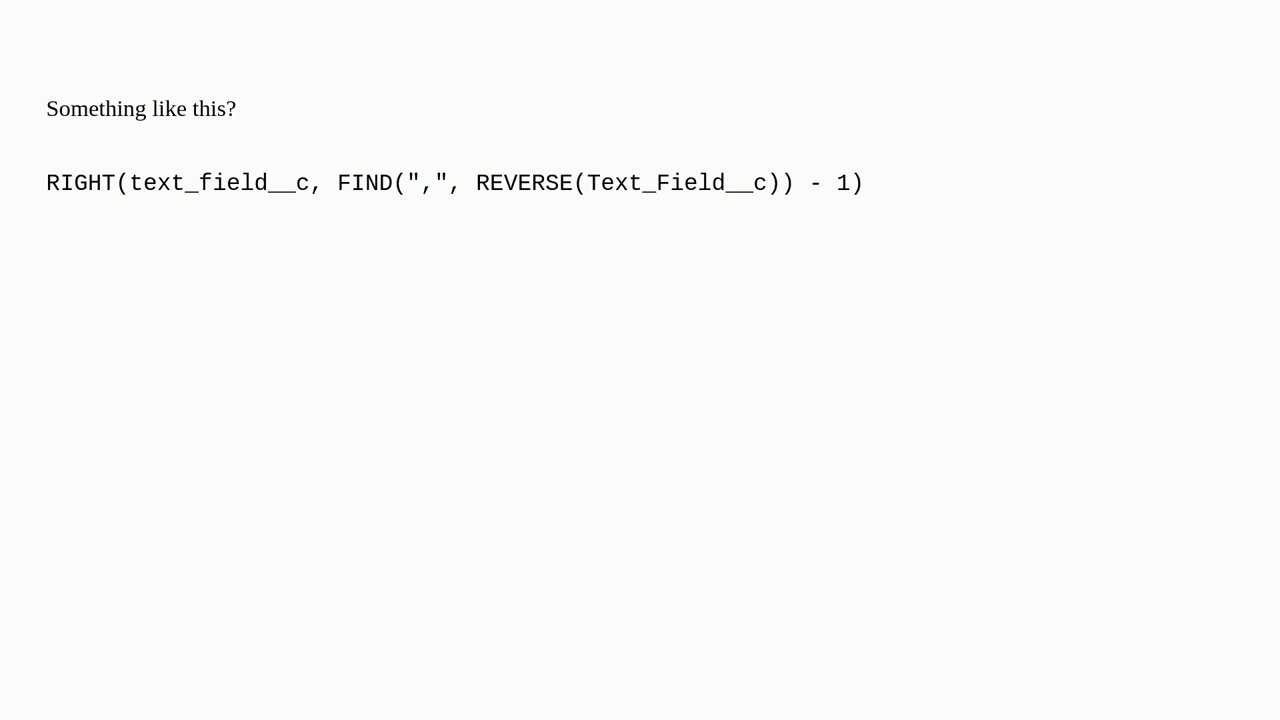 Something like this?
RIGHT(text_field__c, FIND(",", REVERSE(Text_Field__c)) - 1)